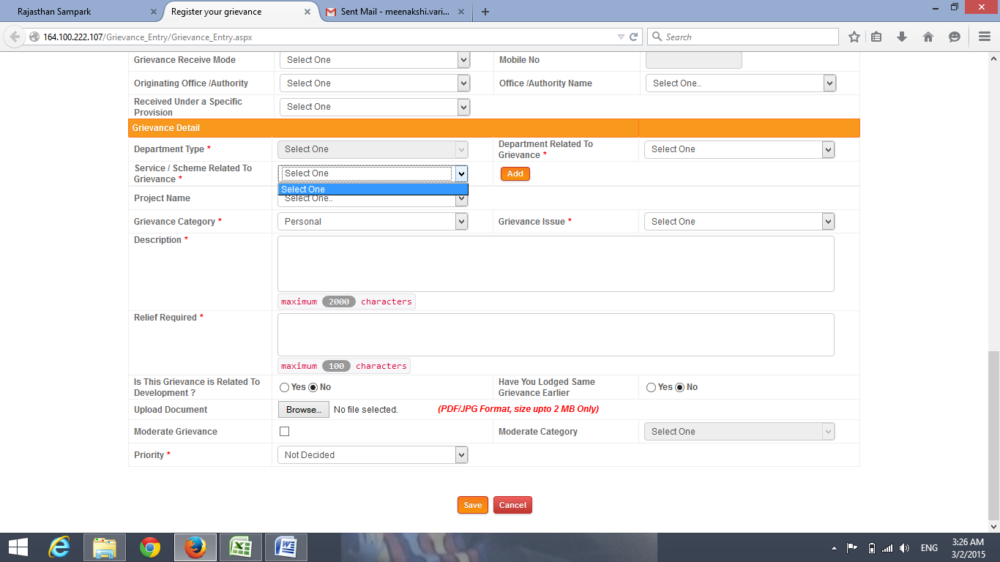 Rajasthan Sampark
Register your grievance
Sent Mail - meenakshi.vari...
164.100.222.107/Grievance_Entry/Grievance_Entry.aspx
Search
Grievance Receive Mode
Select One
Mobile No
Originating Office /Authority
Select One
Office /Authority Name
Select One..
Received Under a Specific
Provision
Select One
Grievance Detail
Department Type *
Select One
Department Related To
Grievance *
Select One
Service / Scheme Related To
Grievance *
Select One
Add
Select One
Project Name
Select One..
Grievance Category *
Personal
Grievance Issue *
Select One
Description *
maximum 2000 characters
Relief Required *
maximum 100 characters
Is This Grievance is Related To
Development ?
Yes No
Have You Lodged Same
Grievance Earlier
Yes No
Upload Document
Browse... No file selected.
(PDF/JPG Format, size upto 2 MB Only)
Moderate Grievance
Moderate Category
Select One
Priority *
Not Decided
Save
Cancel
ENG
3:26 AM
3/2/2015